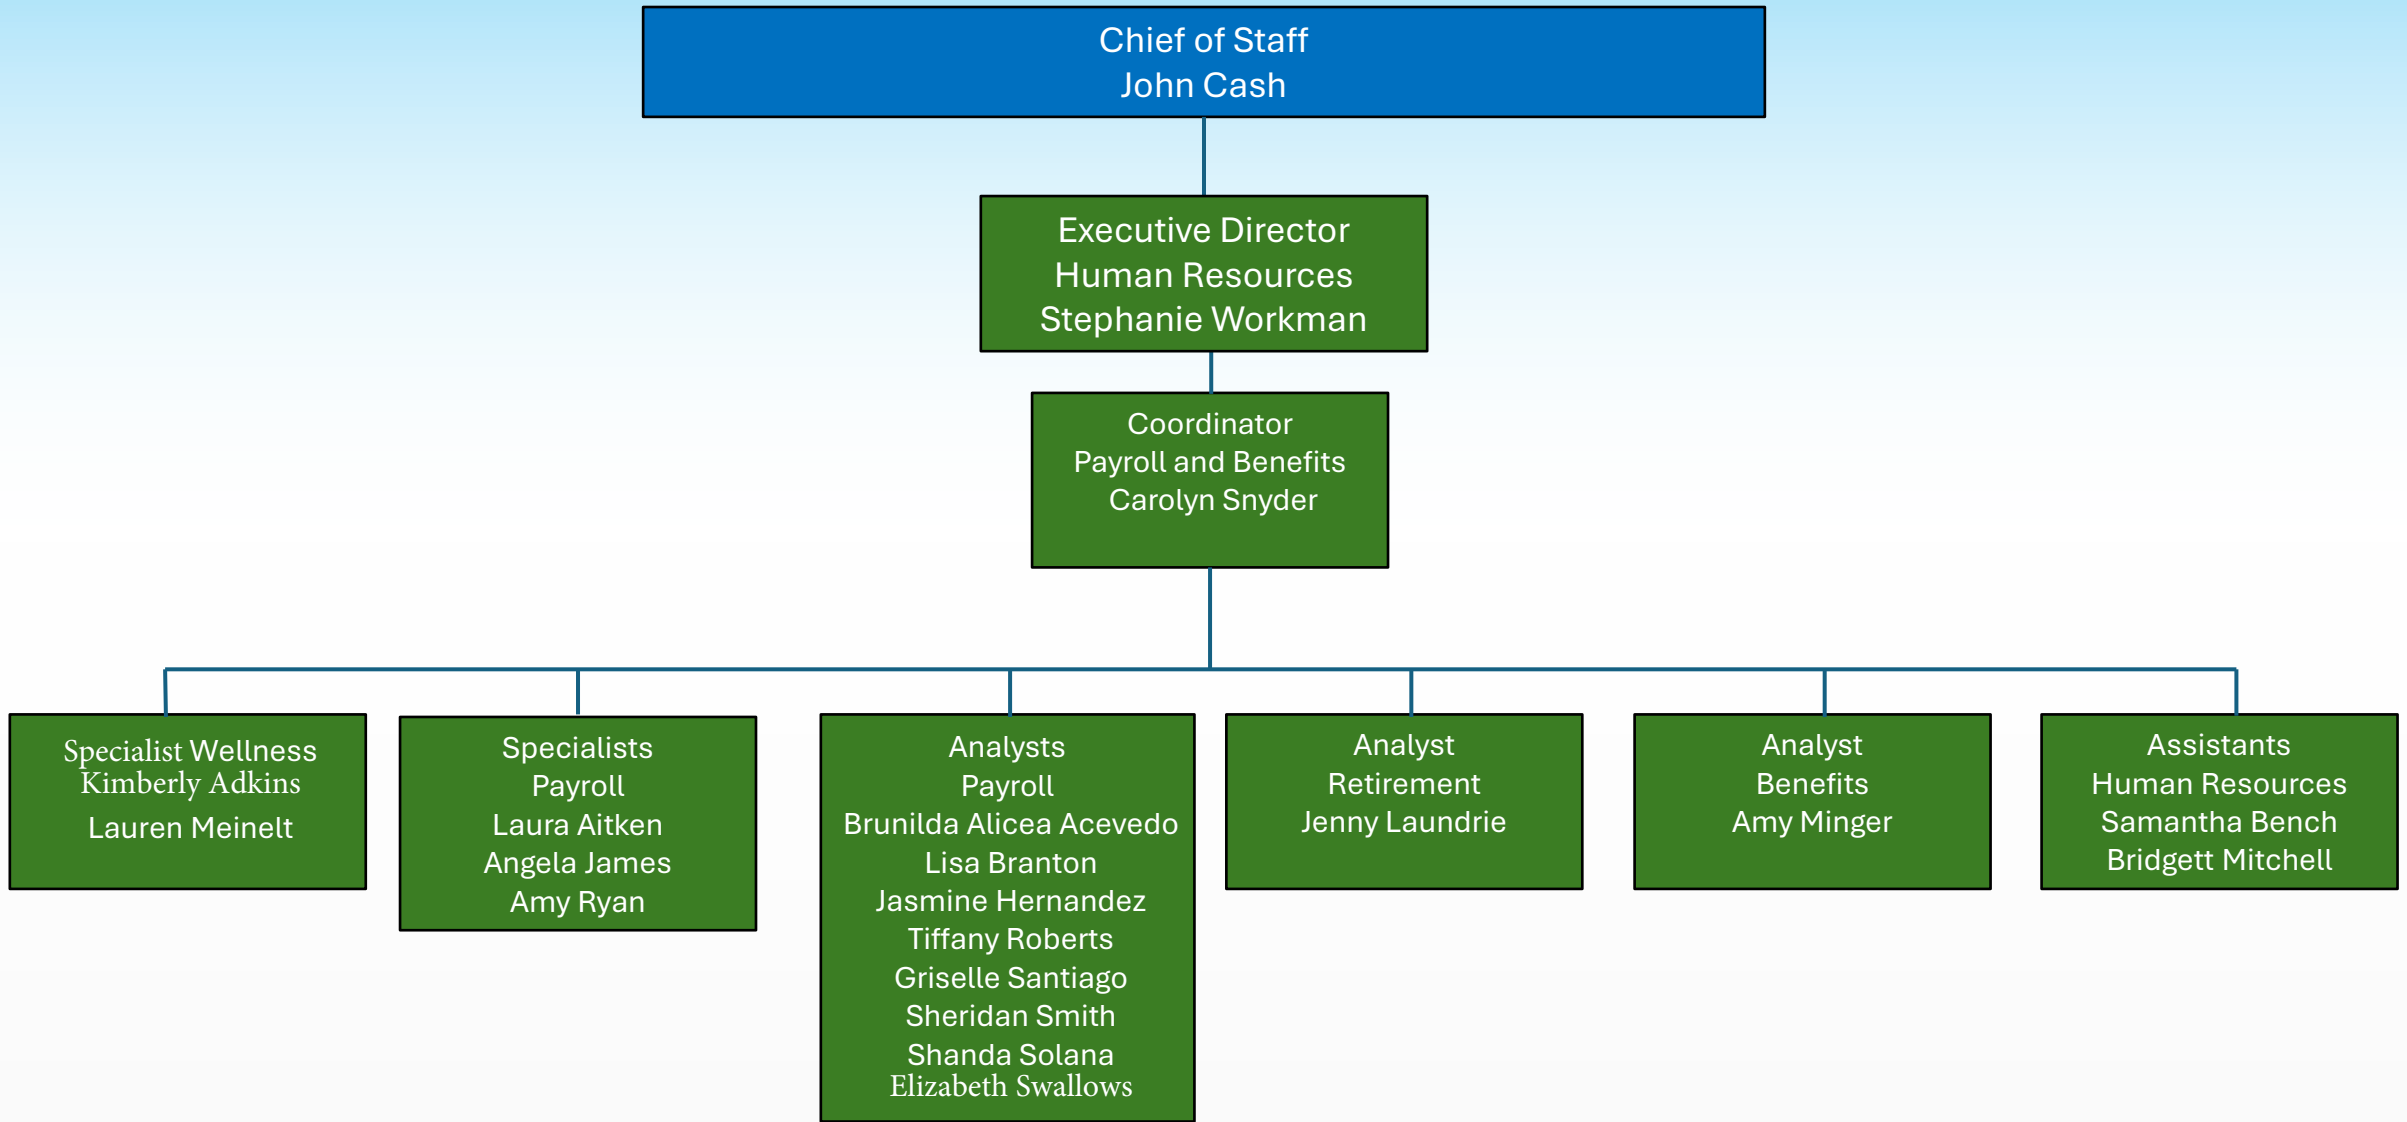 Chief of Staff
John Cash
Executive Director
Human Resources
Stephanie Workman
Coordinator
Payroll and Benefits
Carolyn Snyder
Specialist Wellness
Kimberly Adkins
Lauren Meinelt
Specialists
Payroll
Laura Aitken
Angela James
Amy Ryan
Analysts
Payroll
Brunilda Alicea Acevedo
Lisa Branton
Jasmine Hernandez
Tiffany Roberts
Griselle Santiago
Sheridan Smith
Shanda Solana
Elizabeth Swallows
Analyst
Retirement
Jenny Laundrie
Analyst
Benefits
Amy Minger
Assistants
Human Resources
Samantha Bench
Bridgett Mitchell